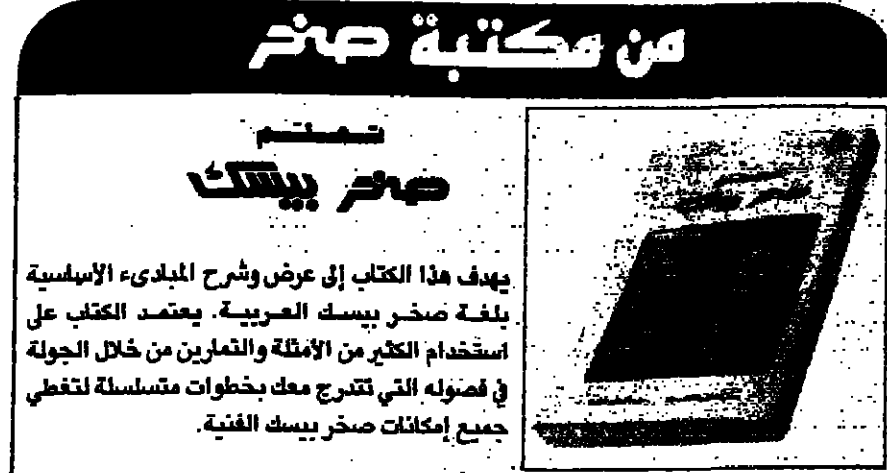 من مكتبة صخر
تعلم
صخر بيسك
يهدف هذا الكتاب إلى عرض وشرح المبادىء الأساسية
بلغة صخر بيسك العربية. يعتمد الكتاب على
استخدام الكثير من الأمثلة والتمارين من خلال الجولة
في فصوله التي تتدرج معك بخطوات متسلسلة لتغطي
جميع إمكانات صخر بيسك الفنية.